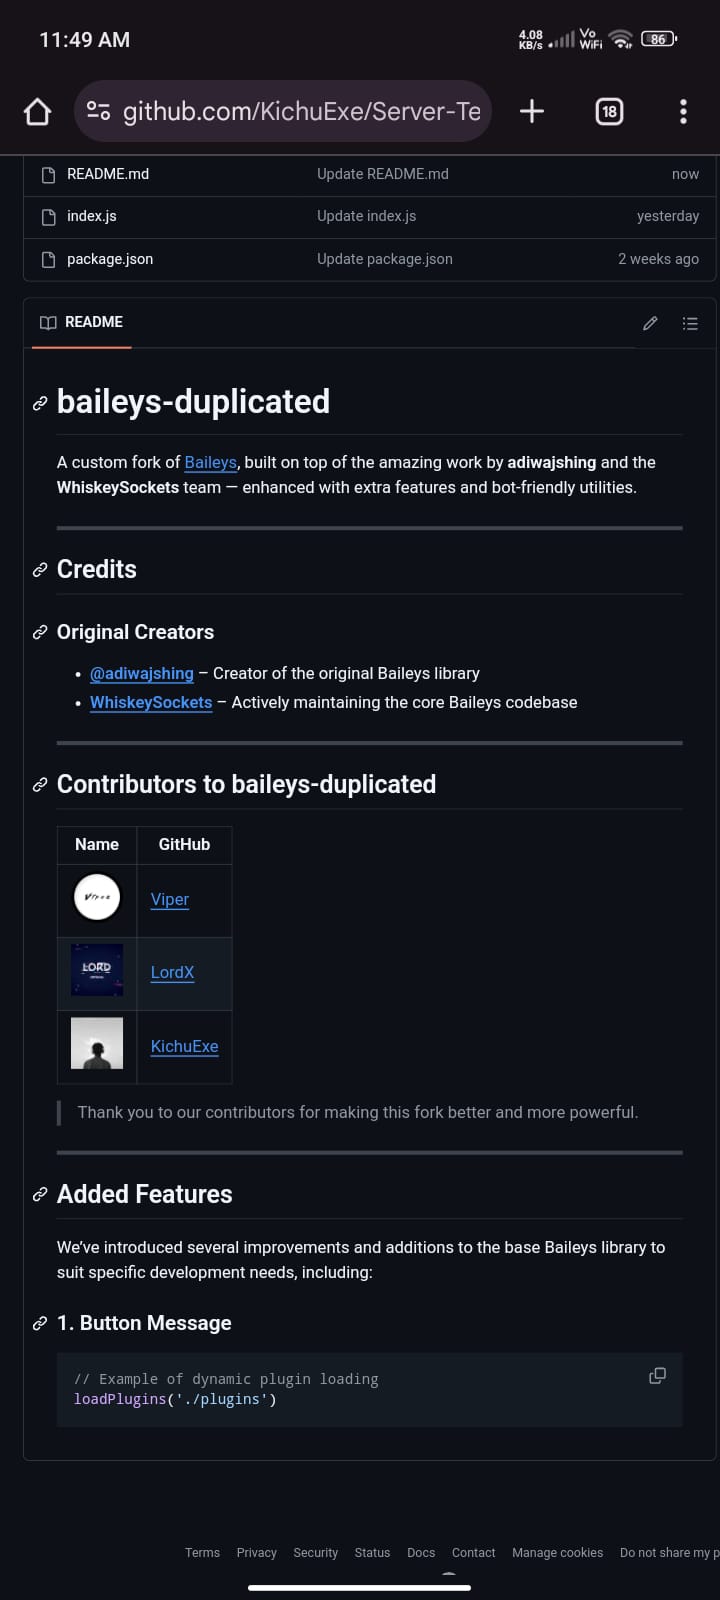 11:49 AM
4.08 KB/s Vo WiFi 86
github.com/KichuExe/Server-Te
18
README.md Update README.md now
index.js Update index.js yesterday
package.json Update package.json 2 weeks ago
README
baileys-duplicated
A custom fork of Baileys, built on top of the amazing work by adiwajshing and the
WhiskeySockets team — enhanced with extra features and bot-friendly utilities.
Credits
Original Creators
• @adiwajshing – Creator of the original Baileys library
• WhiskeySockets – Actively maintaining the core Baileys codebase
Contributors to baileys-duplicated
Name GitHub
Viper Viper
LORD LordX
KichuExe
Thank you to our contributors for making this fork better and more powerful.
Added Features
We’ve introduced several improvements and additions to the base Baileys library to
suit specific development needs, including:
1. Button Message
// Example of dynamic plugin loading
loadPlugins('./plugins')
Terms Privacy Security Status Docs Contact Manage cookies Do not share my p